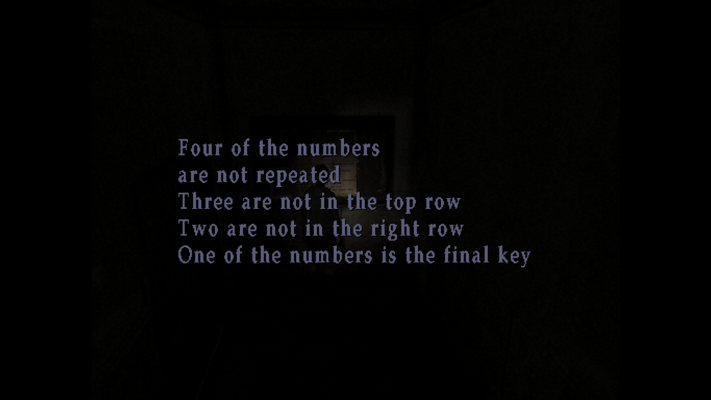 Four of the numbers
are not repeated
Three are not in the top row
Two are not in the right row
One of the numbers is the final key